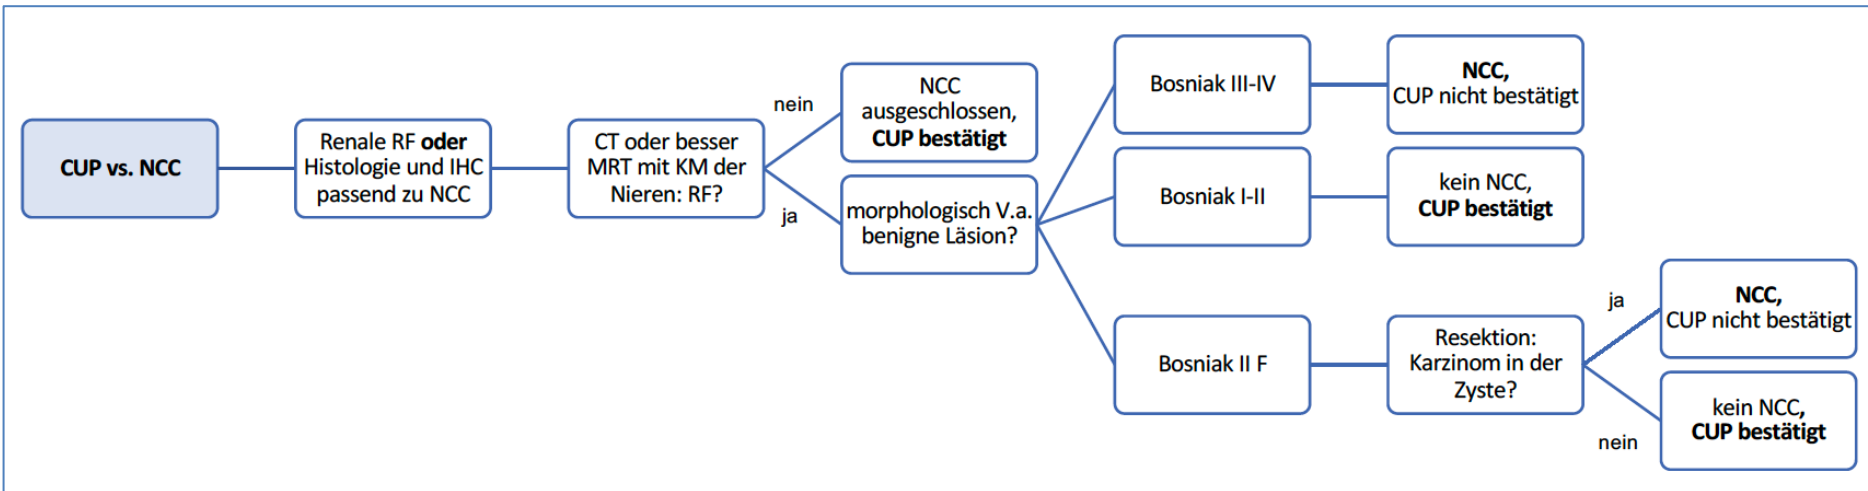 CUP vs. NCC
Renale RF oder
Histologie und IHC
passend zu NCC
CT oder besser
MRT mit KM der
Nieren: RF?
nein
NCC
ausgeschlossen,
CUP bestätigt
ja
morphologisch V.a.
benigne Läsion?
Bosniak III-IV
NCC,
CUP nicht bestätigt
Bosniak I-II
kein NCC,
CUP bestätigt
Bosniak II F
Resektion:
Karzinom in der
Zyste?
ja
NCC,
CUP nicht bestätigt
nein
kein NCC,
CUP bestätigt